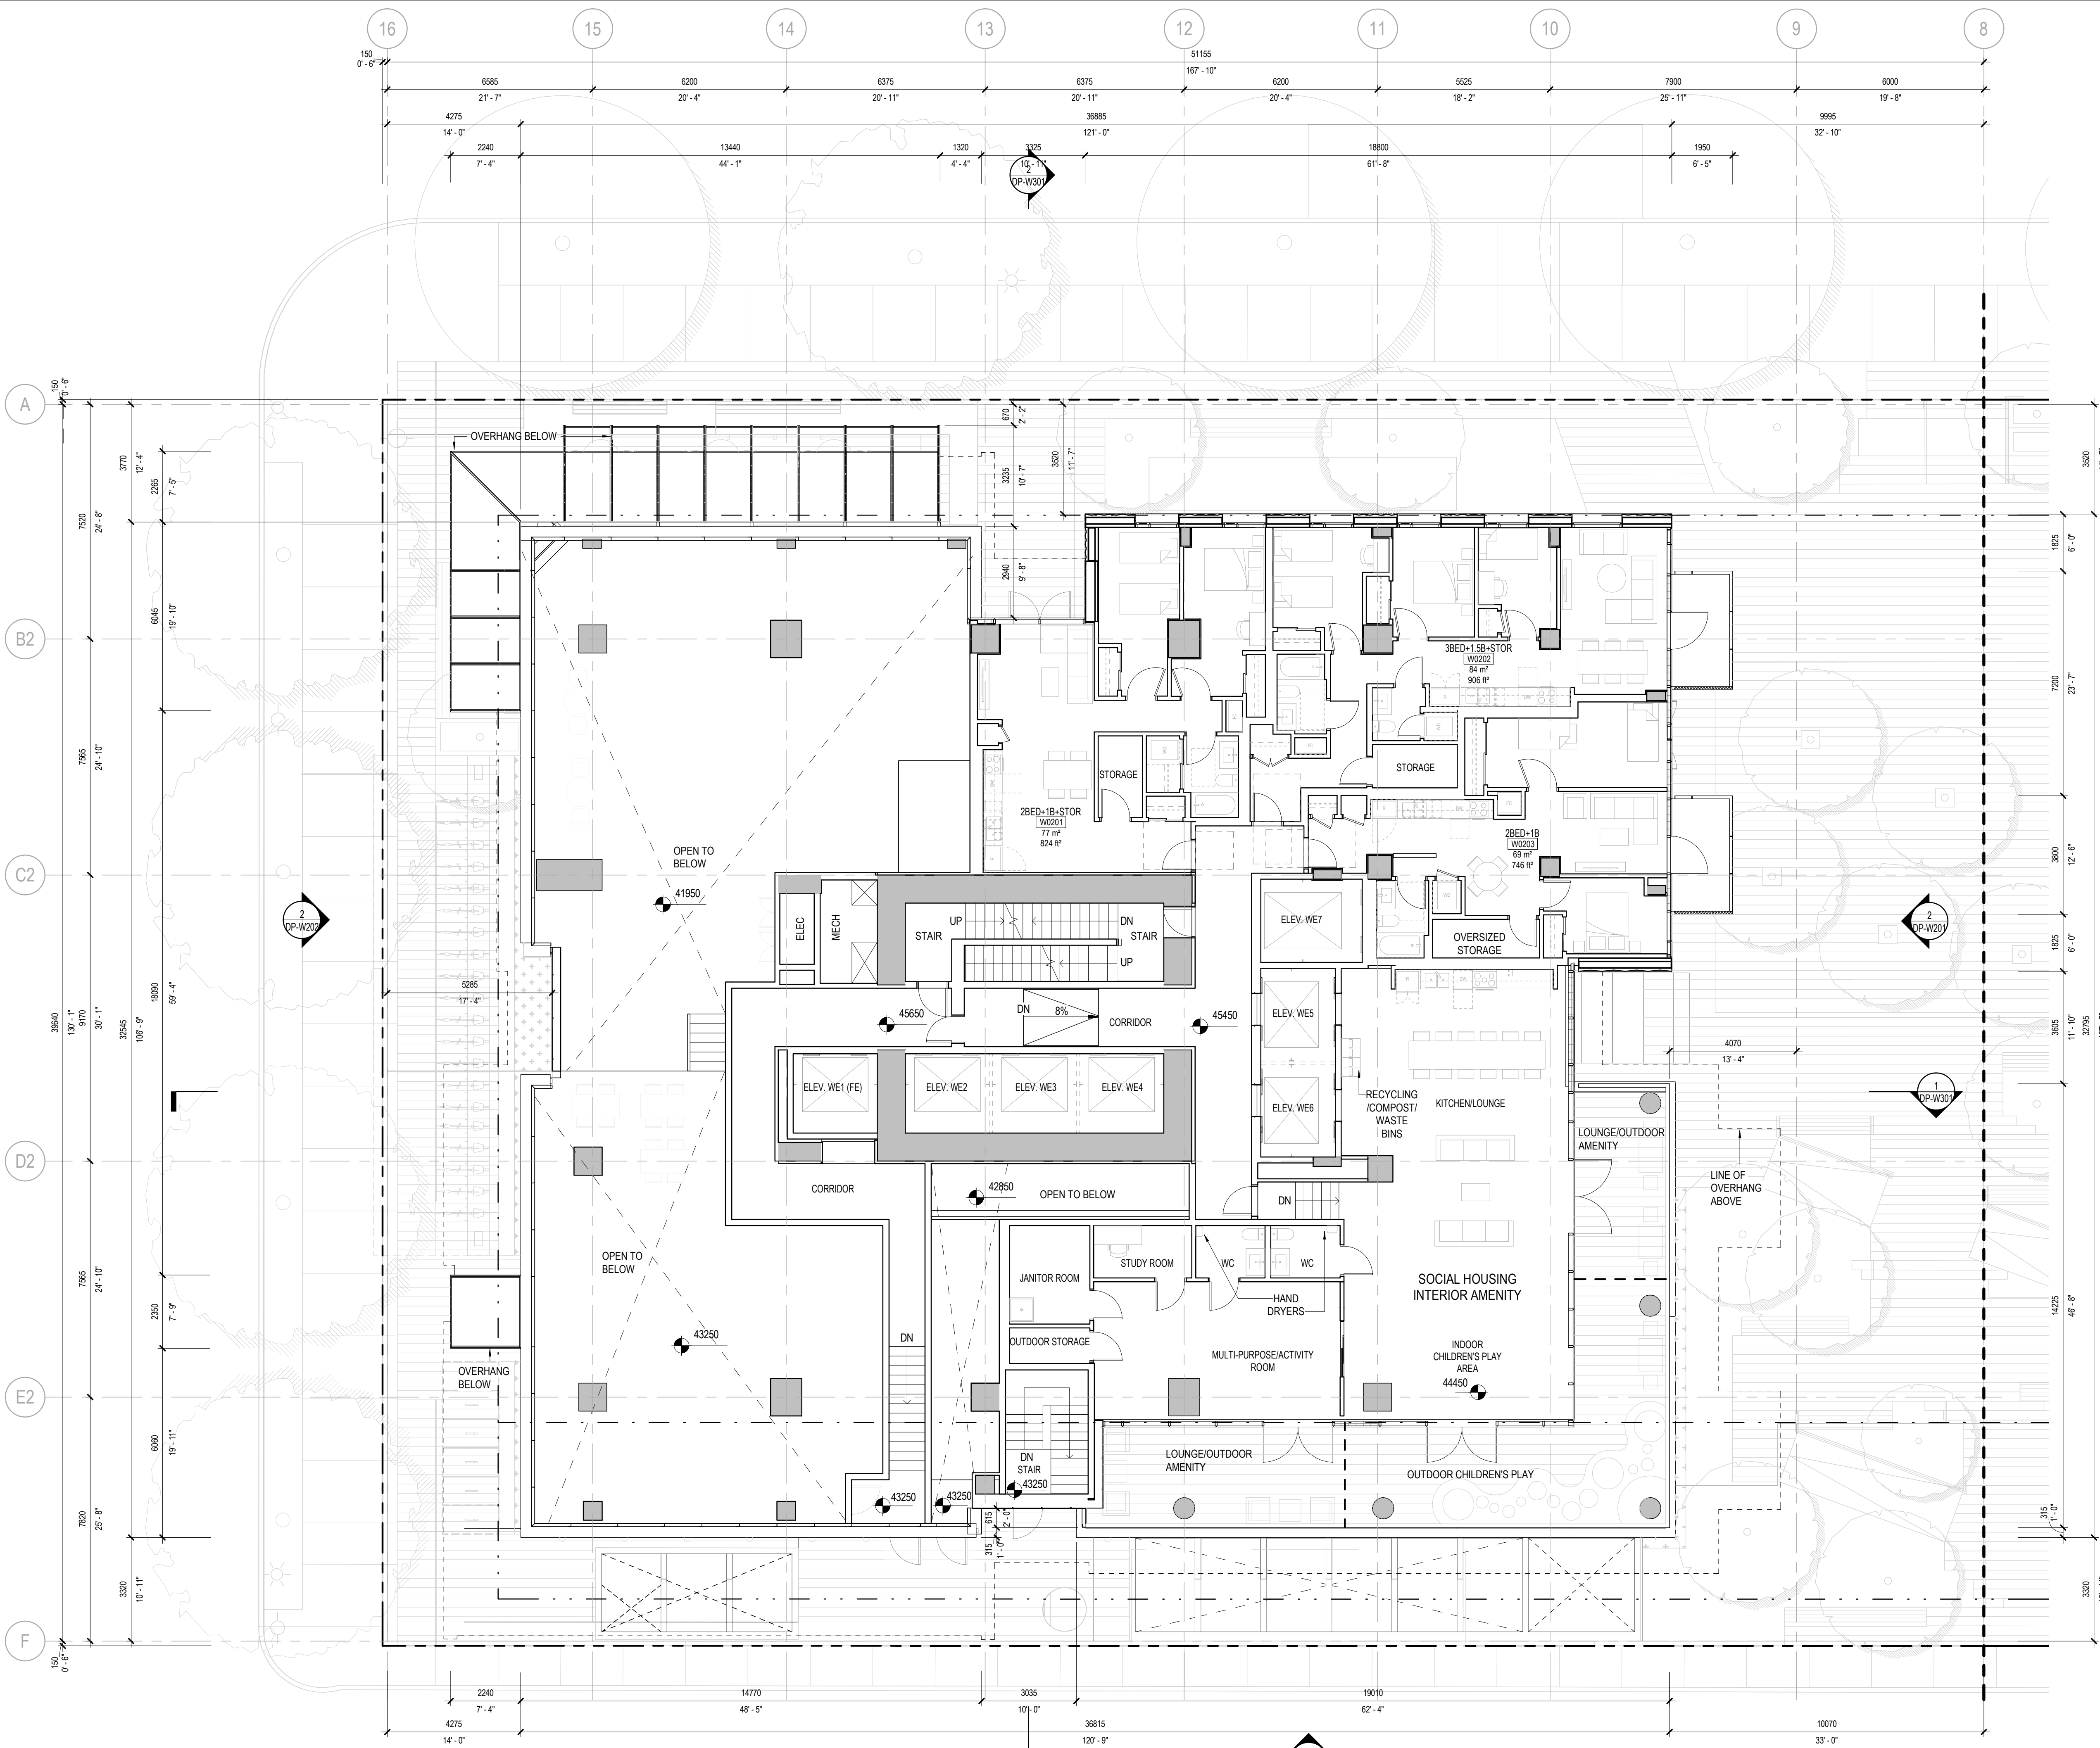 16 15 14 13 12 11 10 9 8
150
0' - 6"
51155
167' - 10"
6585 6200 6375 6375 6200 5525 7900 6000
21' - 7" 20' - 4" 20' - 11" 20' - 11" 20' - 4" 18' - 2" 25' - 11" 19' - 8"
4275 36885 9995
14' - 0" 121' - 0" 32' - 10"
2240 13440 1320 3325 18800 1950
7' - 4" 44' - 1" 4' - 4" 10' - 11" 61' - 8" 6' - 5"
2
DP-W301
A
B2
C2
D2
E2
F
150
0' - 6"
39640
130' - 1"
7520
24' - 8"
7565
24' - 10"
9170
30' - 1"
7565
24' - 10"
7820
25' - 8"
150
0' - 6"
3770
12' - 4"
32545
106' - 9"
3320
10' - 11"
2265
7' - 5"
6045
19' - 10"
18090
59' - 4"
2350
7' - 9"
6060
19' - 11"
670
2' - 2"
3235
10' - 7"
2940
9' - 8"
3520
11' - 7"
OVERHANG BELOW
3BED+1.5B+STOR
W0202
84 m²
906 ft²
STORAGE
STORAGE
2BED+1B+STOR
W0201
77 m²
824 ft²
2BED+1B
W0203
69 m²
746 ft²
OPEN TO
BELOW
41950
2
DP-W202
ELEC
MECH
UP
DN
STAIR
STAIR
UP
ELEV. WE7
OVERSIZED
STORAGE
2
DP-W201
5285
17' - 4"
45650
DN
8%
CORRIDOR
45450
ELEV. WE5
4070
13' - 4"
ELEV. WE1 (FE)
ELEV. WE2
ELEV. WE3
ELEV. WE4
ELEV. WE6
RECYCLING
/COMPOST/
WASTE
BINS
KITCHEN/LOUNGE
1
DP-W301
LOUNGE/OUTDOOR
AMENITY
LINE OF
OVERHANG
ABOVE
CORRIDOR
42850
OPEN TO BELOW
DN
OPEN TO
BELOW
JANITOR ROOM
STUDY ROOM
WC
WC
HAND
DRYERS
SOCIAL HOUSING
INTERIOR AMENITY
43250
DN
OUTDOOR STORAGE
MULTI-PURPOSE/ACTIVITY
ROOM
INDOOR
CHILDREN'S PLAY
AREA
44450
OVERHANG
BELOW
DN
STAIR
43250
43250
43250
LOUNGE/OUTDOOR
AMENITY
OUTDOOR CHILDREN'S PLAY
615
2' - 0"
315
1' - 0"
3520
1825
6' - 0"
7200
23' - 7"
3800
12' - 6"
1825
6' - 0"
3605
11' - 10"
32795
14225
46' - 8"
315
1' - 0"
3320
2240 14770 3035 19010
7' - 4" 48' - 5" 10' - 0" 62' - 4"
4275 36815 10070
14' - 0" 120' - 9" 33' - 0"